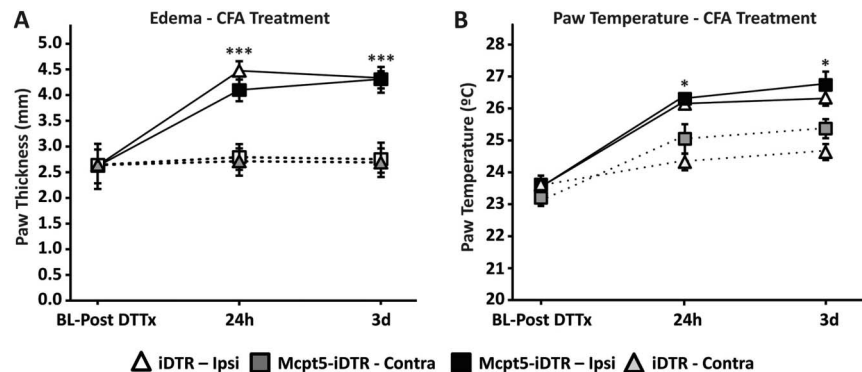 A
Edema - CFA Treatment
Paw Thickness (mm)
5.0
4.5
4.0
3.5
3.0
2.5
2.0
1.5
1.0
0.5
0.0
***
***
BL-Post DTTx
24h
3d
B
Paw Temperature - CFA Treatment
Paw Temperature (ºC)
28
27
26
25
24
23
22
21
20
*
*
BL-Post DTTx
24h
3d
iDTR – Ipsi Mcpt5-iDTR - Contra Mcpt5-iDTR – Ipsi iDTR - Contra